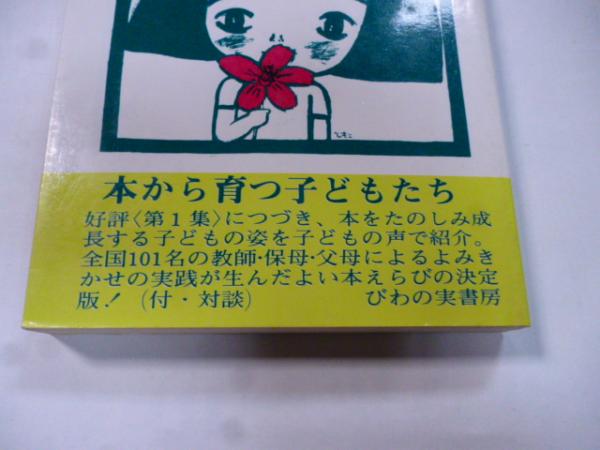 本から育つ子どもたち
好評〈第1集〉につづき、本をたのしみ成
長する子どもの姿を子どもの声で紹介。
全国101名の教師・保母・父母によるよみき
かせの実践が生んだよい本えらびの決定
版！（付・対談） びわの実書房